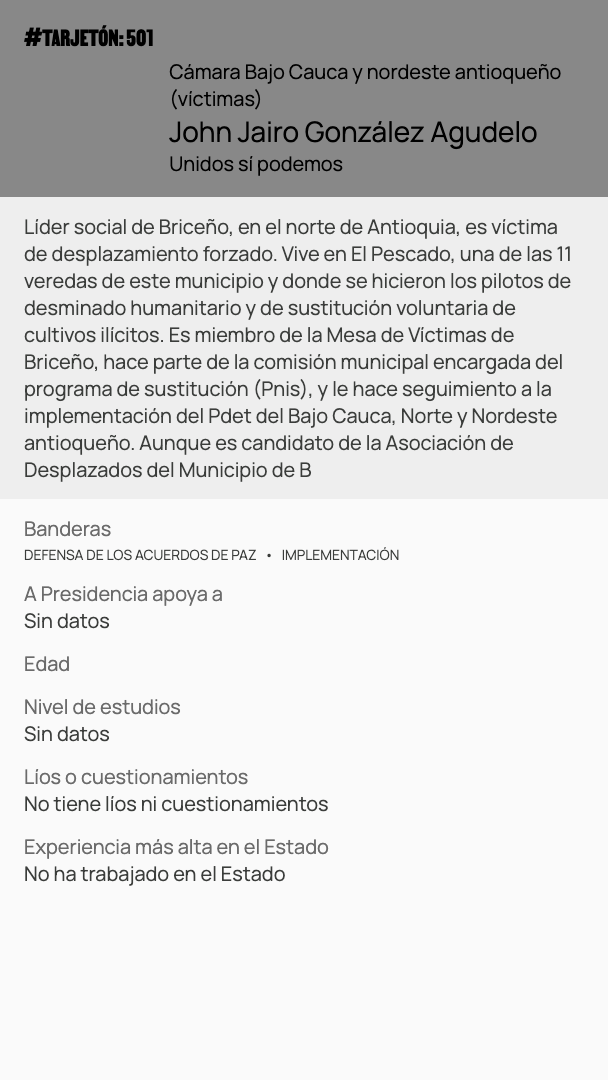 #TARJETÓN: 501
Cámara Bajo Cauca y nordeste antioqueño
(víctimas)
John Jairo González Agudelo
Unidos sí podemos
Líder social de Briceño, en el norte de Antioquia, es víctima
de desplazamiento forzado. Vive en El Pescado, una de las 11
veredas de este municipio y donde se hicieron los pilotos de
desminado humanitario y de sustitución voluntaria de
cultivos ilícitos. Es miembro de la Mesa de Víctimas de
Briceño, hace parte de la comisión municipal encargada del
programa de sustitución (Pnis), y le hace seguimiento a la
implementación del Pdet del Bajo Cauca, Norte y Nordeste
antioqueño. Aunque es candidato de la Asociación de
Desplazados del Municipio de B
Banderas
DEFENSA DE LOS ACUERDOS DE PAZ • IMPLEMENTACIÓN
A Presidencia apoya a
Sin datos
Edad
Nivel de estudios
Sin datos
Líos o cuestionamientos
No tiene líos ni cuestionamientos
Experiencia más alta en el Estado
No ha trabajado en el Estado